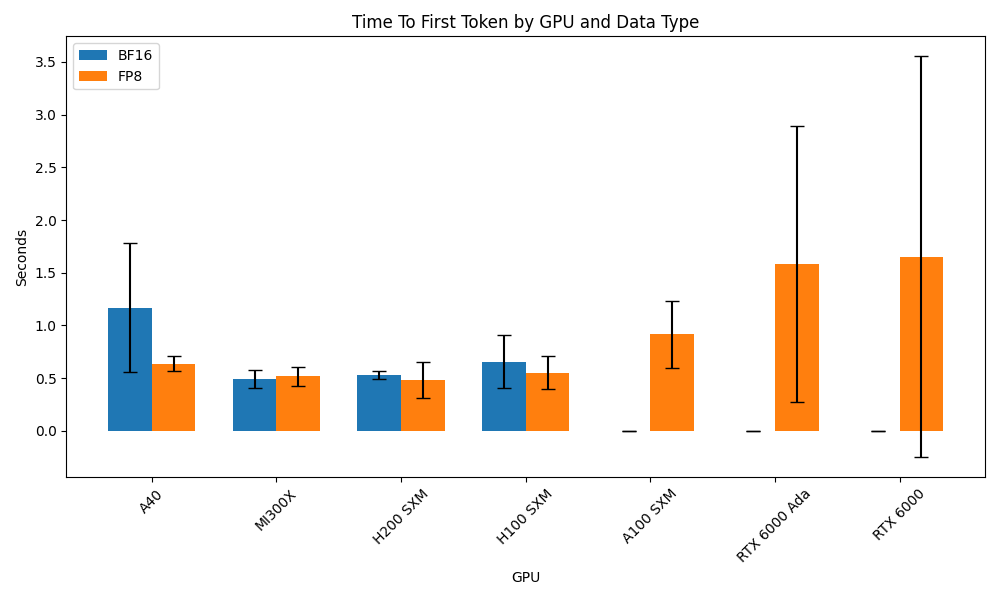 Time To First Token by GPU and Data Type
BF16
FP8
3.5
3.0
2.5
2.0
1.5
1.0
0.5
0.0
Seconds
A40
MI300X
H200 SXM
H100 SXM
A100 SXM
RTX 6000 Ada
RTX 6000
GPU